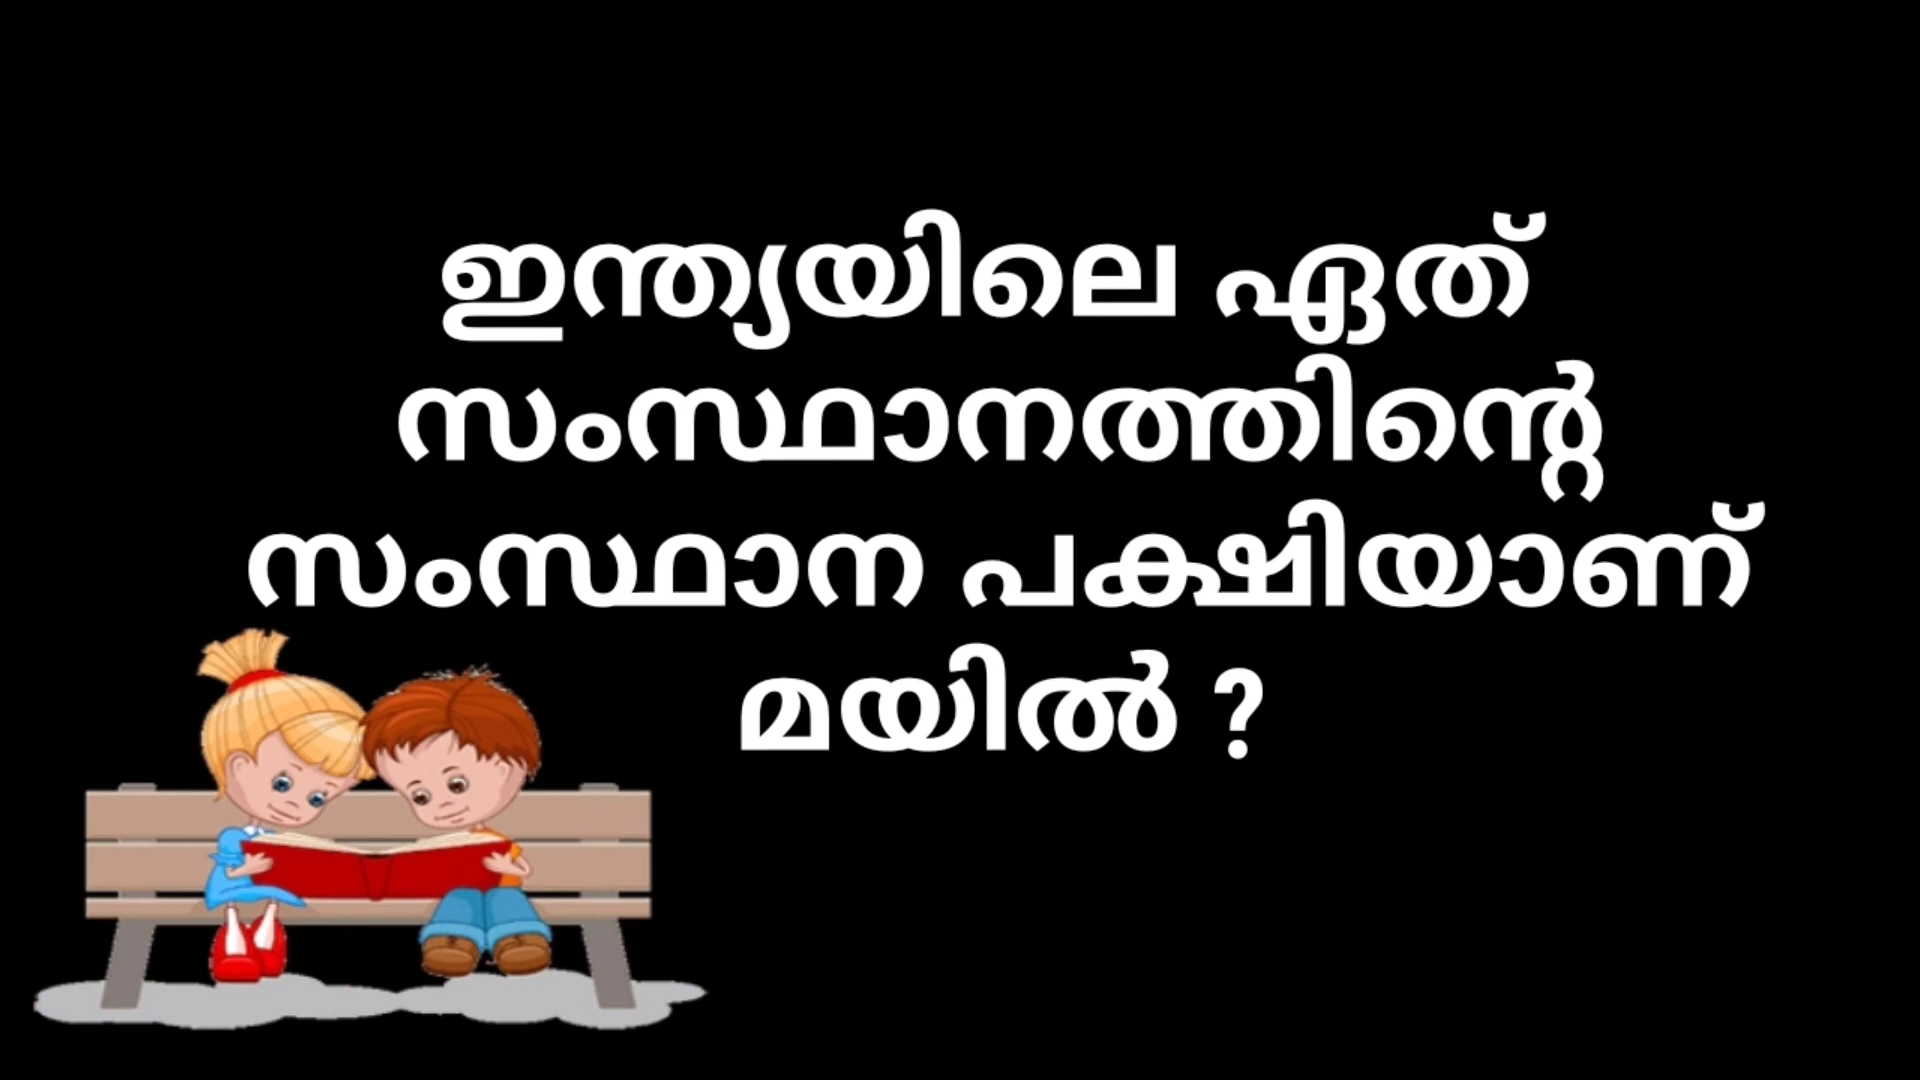 ഇന്ത്യയിലെ ഏത്
സംസ്ഥാനത്തിന്റെ
സംസ്ഥാന പക്ഷിയാണ്
മയിൽ ?